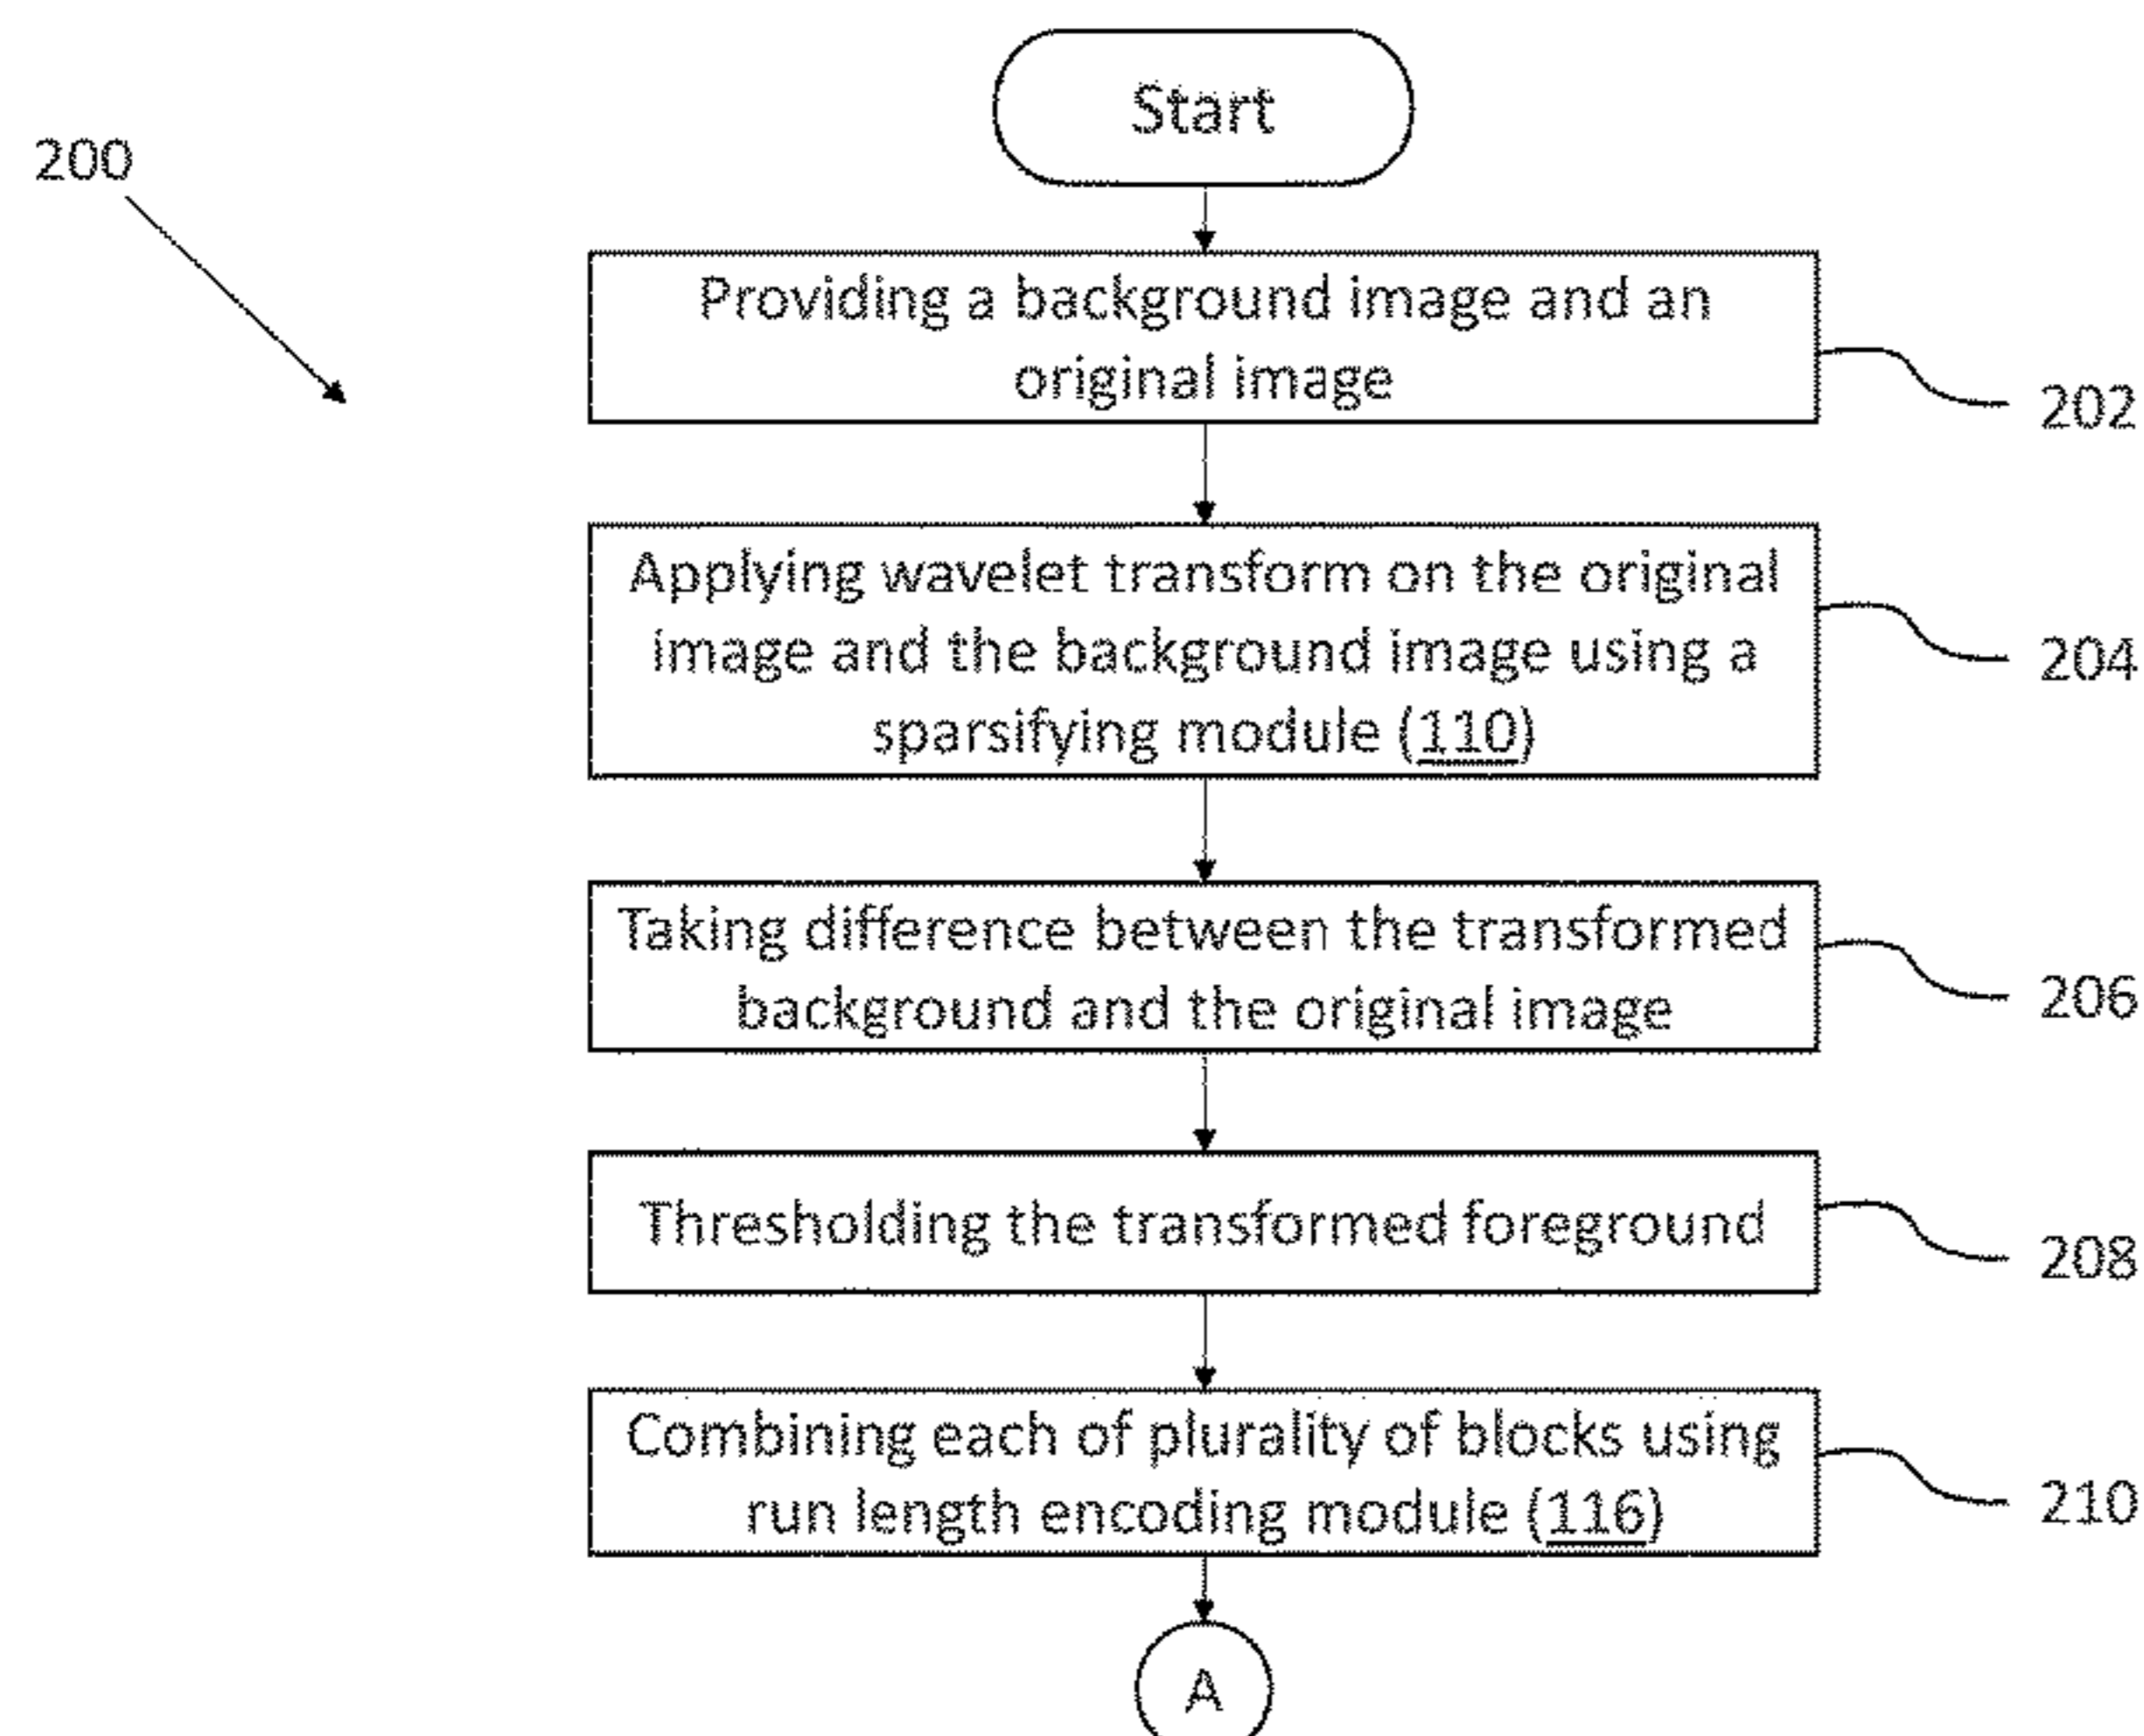 Start
200
Providing a background image and an
original image
202
Applying wavelet transform on the original
image and the background image using a
sparsifying module (110)
204
Taking difference between the transformed
background and the original image
206
Thresholding the transformed foreground
208
Combining each of plurality of blocks using
run length encoding module (116)
210
A